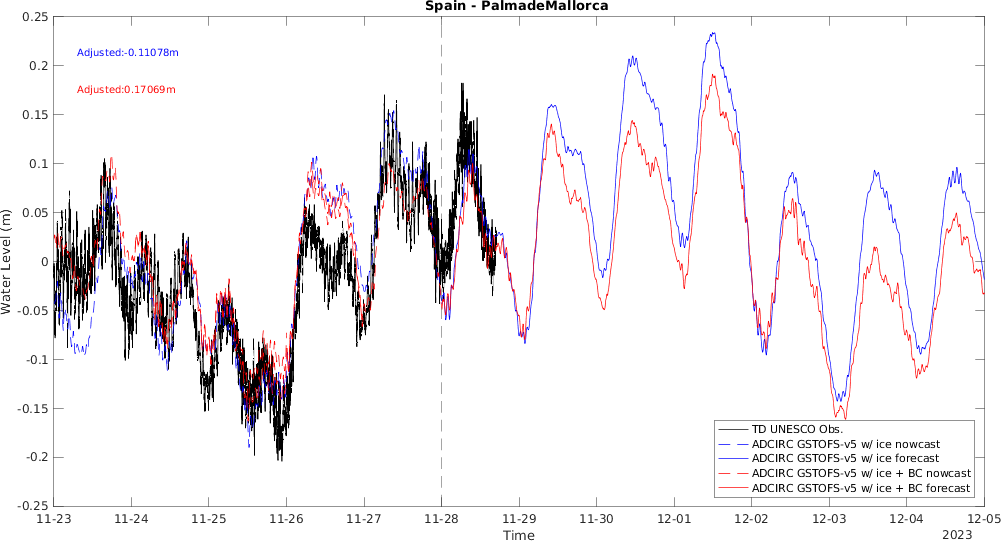 Spain - PalmadeMallorca
0.25
0.2
0.15
0.1
0.05
0
-0.05
-0.1
-0.15
-0.2
-0.25
Water Level (m)
Adjusted:-0.11078m
Adjusted:0.17069m
TD UNESCO Obs.
ADCIRC GSTOFS-v5 w/ ice nowcast
ADCIRC GSTOFS-v5 w/ ice forecast
ADCIRC GSTOFS-v5 w/ ice + BC nowcast
ADCIRC GSTOFS-v5 w/ ice + BC forecast
11-23 11-24 11-25 11-26 11-27 11-28 11-29 11-30 12-01 12-02 12-03 12-04 12-05
Time
2023